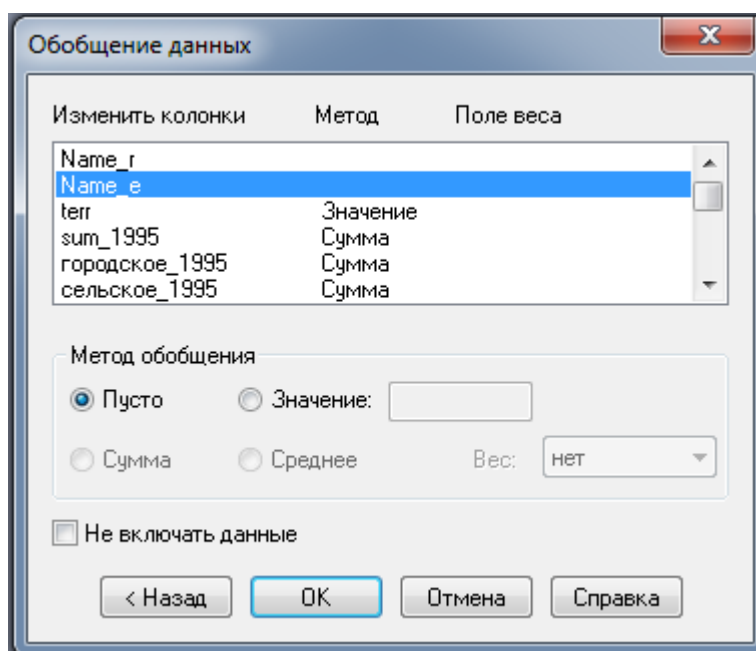 Обобщение данных
Изменить колонки Метод Поле веса
Name_r
Name_e
terr Значение
sum_1995 Сумма
городское_1995 Сумма
сельское_1995 Сумма
Метод обобщения
Пусто Значение:
Сумма Среднее Вес: нет
Не включать данные
< Назад OK Отмена Справка